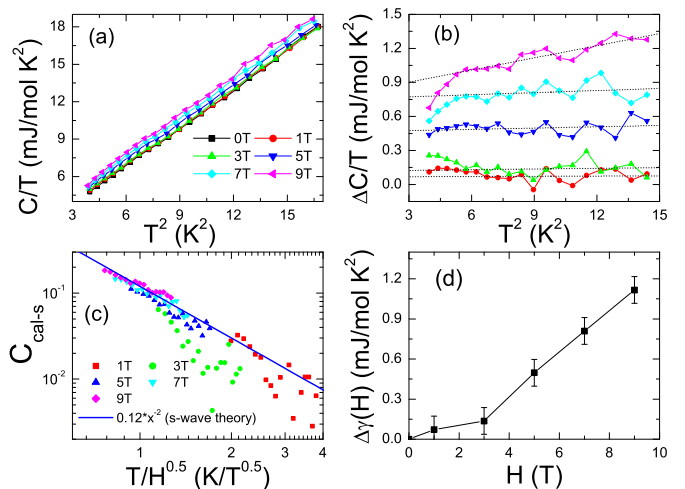 (a)
C/T (mJ/mol K²)
18
15
12
9
6
0T 1T
3T 5T
7T 9T
3 6 9 12 15
T² (K²)
(b)
ΔC/T (mJ/mol K²)
1.5
1.2
0.9
0.6
0.3
0.0
3 6 9 12 15
T² (K²)
(c)
C_cal-s
10⁻¹
10⁻²
1T 3T
5T 7T
9T
0.12*x⁻² (s-wave theory)
1 2 3 4
T/H^0.5 (K/T^0.5)
(d)
Δγ(H) (mJ/mol K²)
1.2
0.9
0.6
0.3
0.0
0 2 4 6 8 10
H (T)